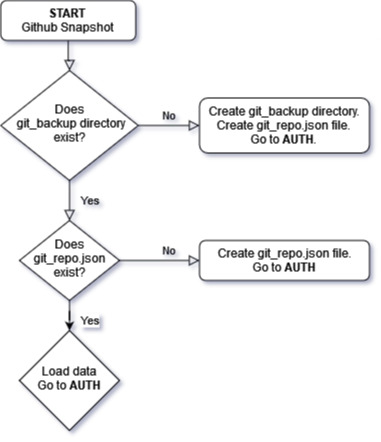 START
Github Snapshot
Does
git_backup directory
exist?
No
Create git_backup directory.
Create git_repo.json file.
Go to AUTH.
Yes
Does
git_repo.json
exist?
No
Create git_repo.json file.
Go to AUTH
Yes
Load data
Go to AUTH